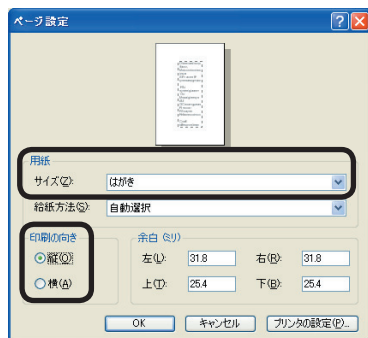 ページ設定
用紙
サイズ(Z): はがき
給紙方法(S): 自動選択
印刷の向き
縦(O)
横(A)
余白(ミリ)
左(L): 31.8 右(R): 31.8
上(T): 25.4 下(B): 25.4
OK キャンセル プリンタの設定(P)...